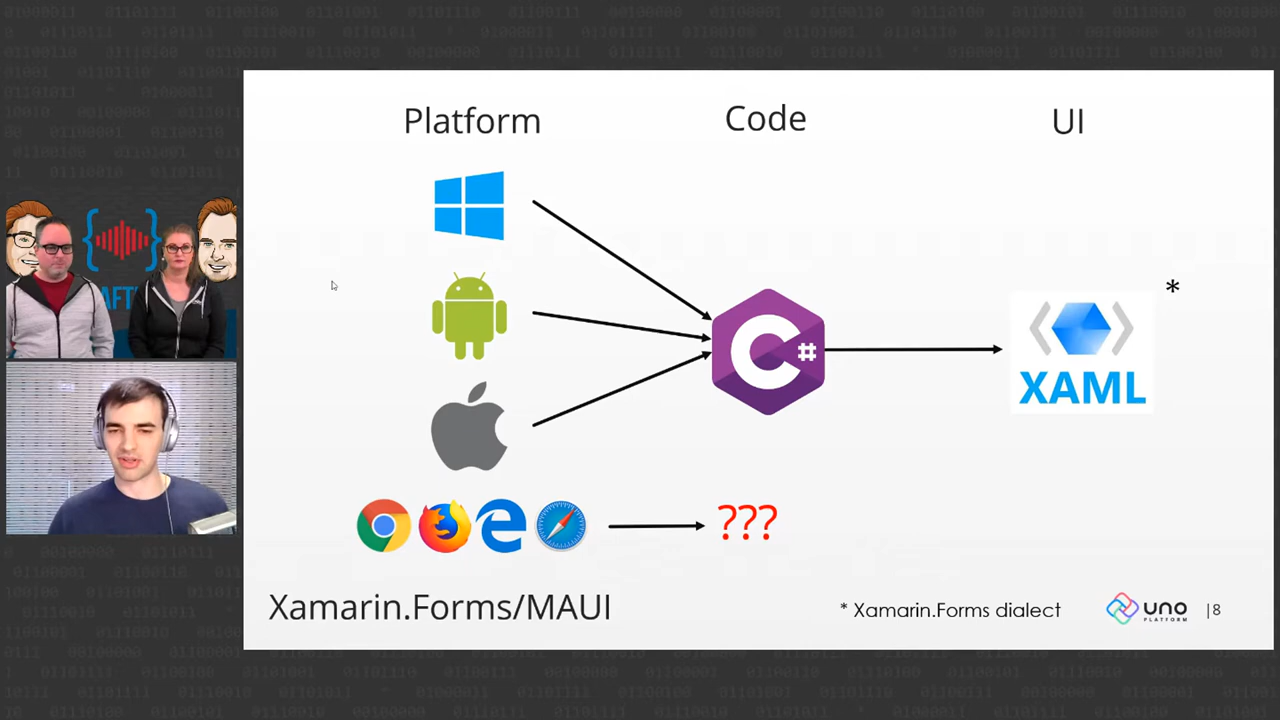 Platform
Code
UI
C#
*
XAML
???
Xamarin.Forms/MAUI
* Xamarin.Forms dialect
UNO
PLATFORM
|8